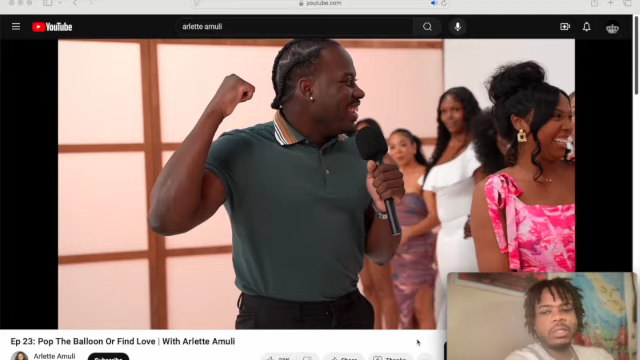 youtube.com
YouTube
arlette amuli
Ep 23: Pop The Balloon Or Find Love | With Arlette Amuli
Arlette Amuli
Subscribe
Share
Thanks